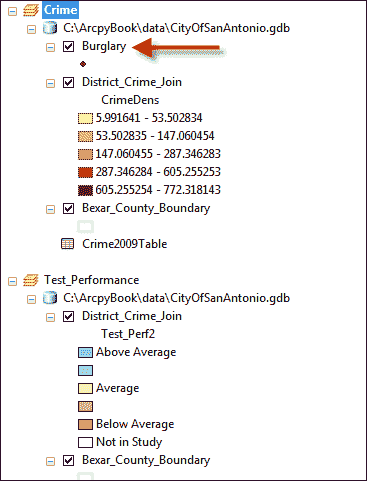 Crime
C:\ArcpyBook\data\CityOfSanAntonio.gdb
Burglary
District_Crime_Join
CrimeDens
5.991641 - 53.502834
53.502835 - 147.060454
147.060455 - 287.346283
287.346284 - 605.255253
605.255254 - 772.318143
Bexar_County_Boundary
Crime2009Table
Test_Performance
C:\ArcpyBook\data\CityOfSanAntonio.gdb
District_Crime_Join
Test_Perf2
Above Average
Average
Below Average
Not in Study
Bexar_County_Boundary